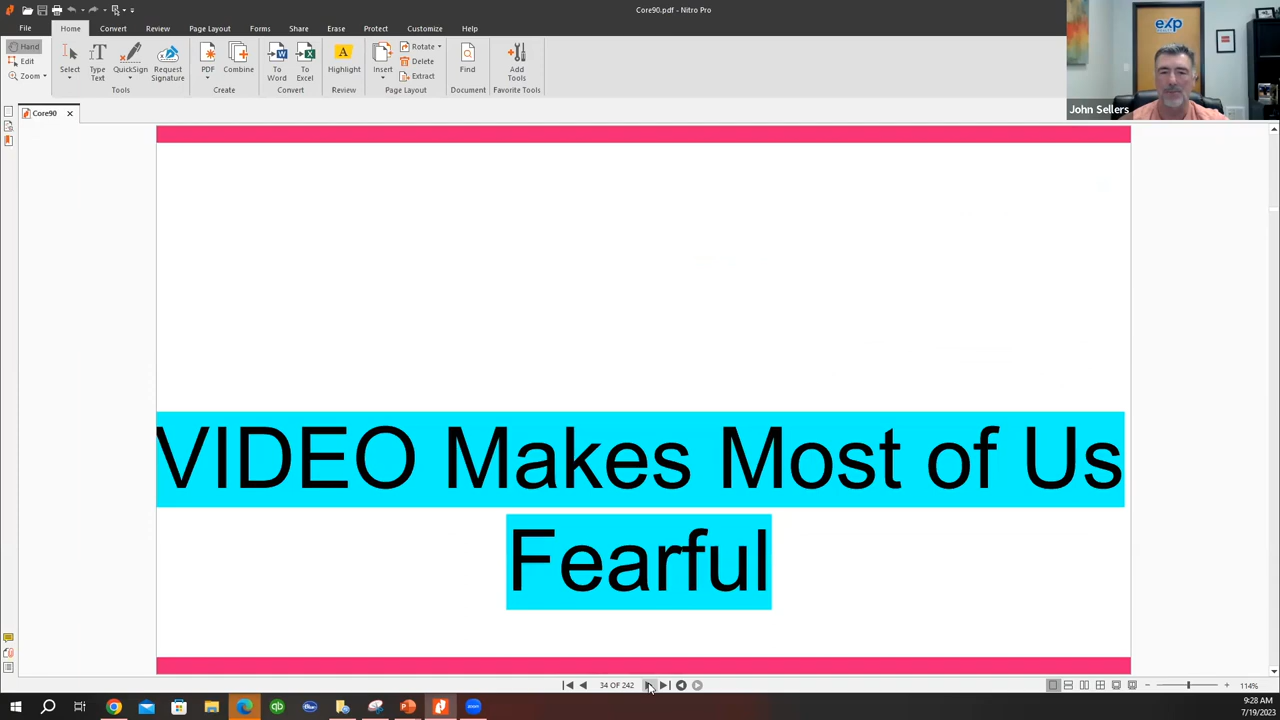 Core90.pdf - Nitro Pro
File Home Convert Review Page Layout Forms Share Erase Protect Customize Help
Hand
Edit
Zoom
Select
Type Text
QuickSign
Request Signature
Tools
PDF
Combine
Create
To Word
To Excel
Convert
Highlight
Review
Insert
Rotate
Delete
Extract
Page Layout
Find
Document
Add Tools
Favorite Tools
exp
John Sellers
Core90
VIDEO Makes Most of Us
Fearful
34 OF 242
114%
9:28 AM
7/19/2023